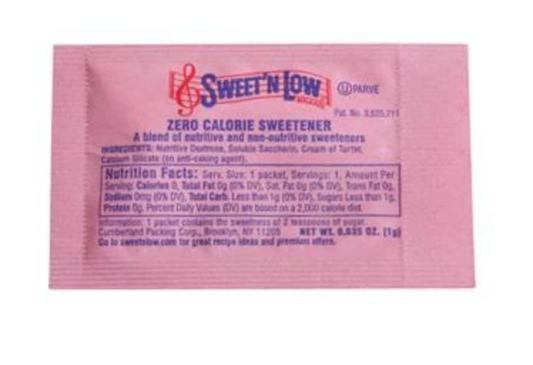 SWEET'N LOW
Ⓤ PARVE
Pat. No. 3,625,711
ZERO CALORIE SWEETENER
A blend of nutritive and non-nutritive sweeteners
INGREDIENTS: Nutritive Dextrose, Soluble Saccharin, Cream of Tartar,
Calcium Silicate (an anti-caking agent).
Nutrition Facts: Serv. Size: 1 packet, Servings: 1, Amount Per
Serving: Calories 0, Total Fat 0g (0% DV), Sat. Fat 0g (0% DV), Trans Fat 0g,
Sodium 0mg (0% DV), Total Carb. Less than 1g (0% DV), Sugars Less than 1g,
Protein 0g. Percent Daily Values (DV) are based on a 2,000 calorie diet.
Information: 1 packet contains the sweetness of 2 teaspoons of sugar.
Cumberland Packing Corp., Brooklyn, NY 11205 NET WT. 0.035 OZ. (1g)
Go to sweetnlow.com for great recipe ideas and premium offers.